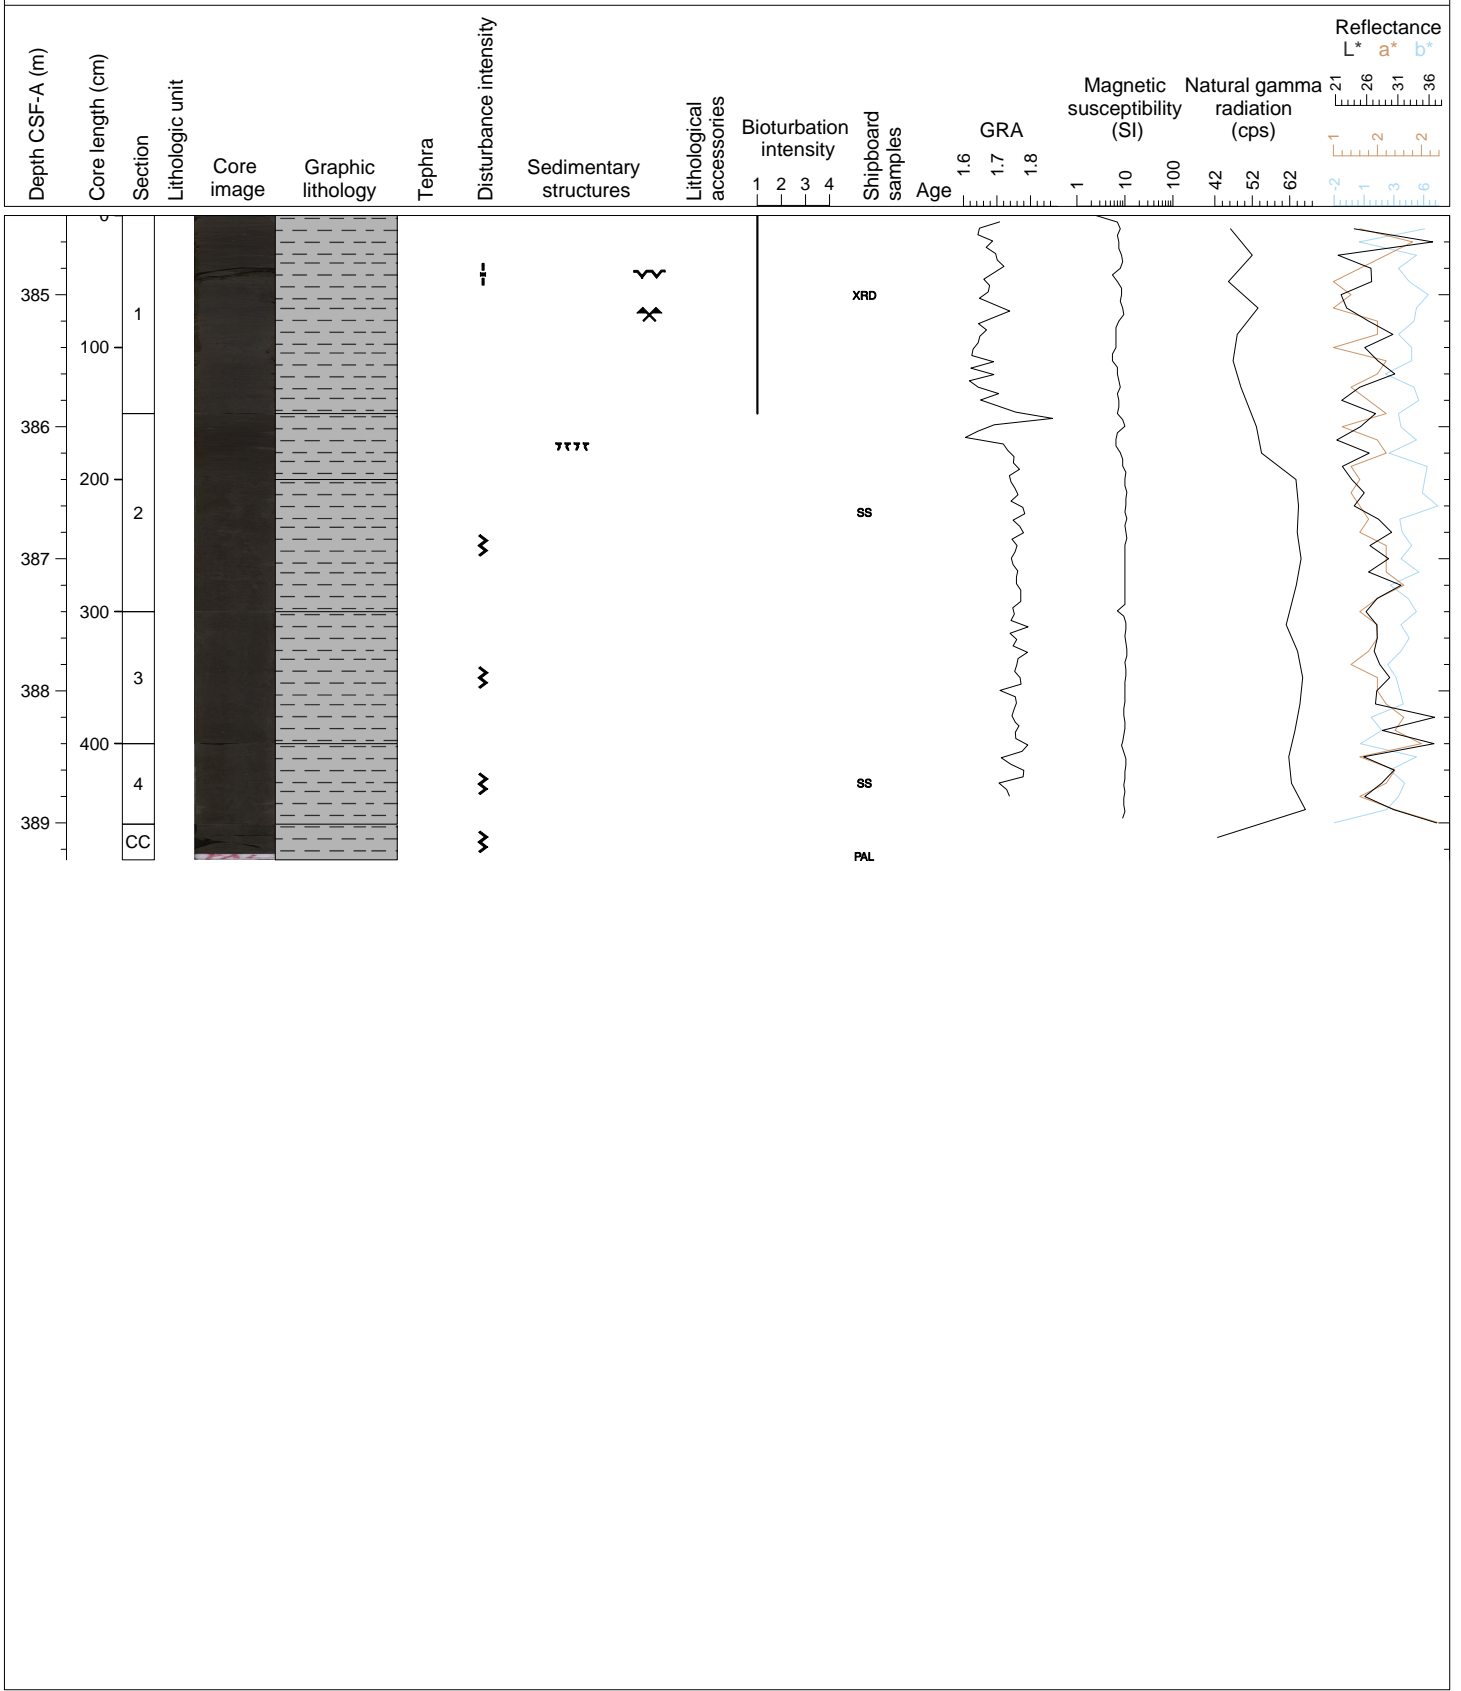 Depth CSF-A (m)
Core length (cm)
Section
Lithologic unit
Core
image
Graphic
lithology
Tephra
Disturbance intensity
Sedimentary
structures
Lithological
accessories
Bioturbation
intensity
1 2 3 4
Shipboard
samples
Age
GRA
1.6 1.7 1.8
Magnetic
susceptibility
(SI)
1 10 100
Natural gamma
radiation
(cps)
42 52 62
Reflectance
L* a* b*
21 26 31 36
1 2 2
-2 1 3 6
0
385
1
XRD
100
386
200
2
SS
387
300
3
388
400
4
SS
389
CC
PAL